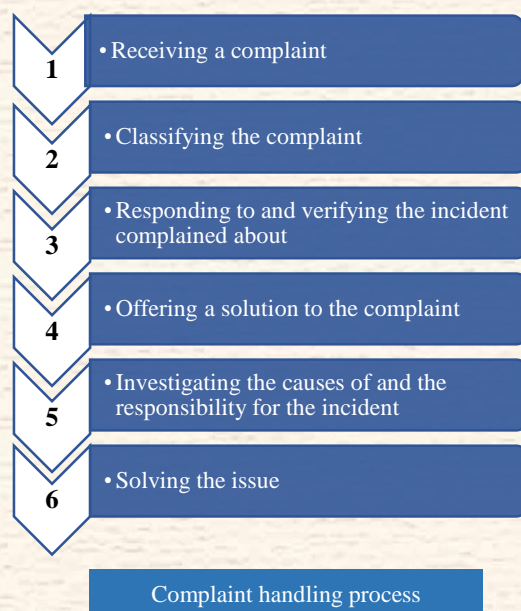 1
• Receiving a complaint
2
• Classifying the complaint
3
• Responding to and verifying the incident
complained about
4
• Offering a solution to the complaint
5
• Investigating the causes of and the
responsibility for the incident
6
• Solving the issue
Complaint handling process